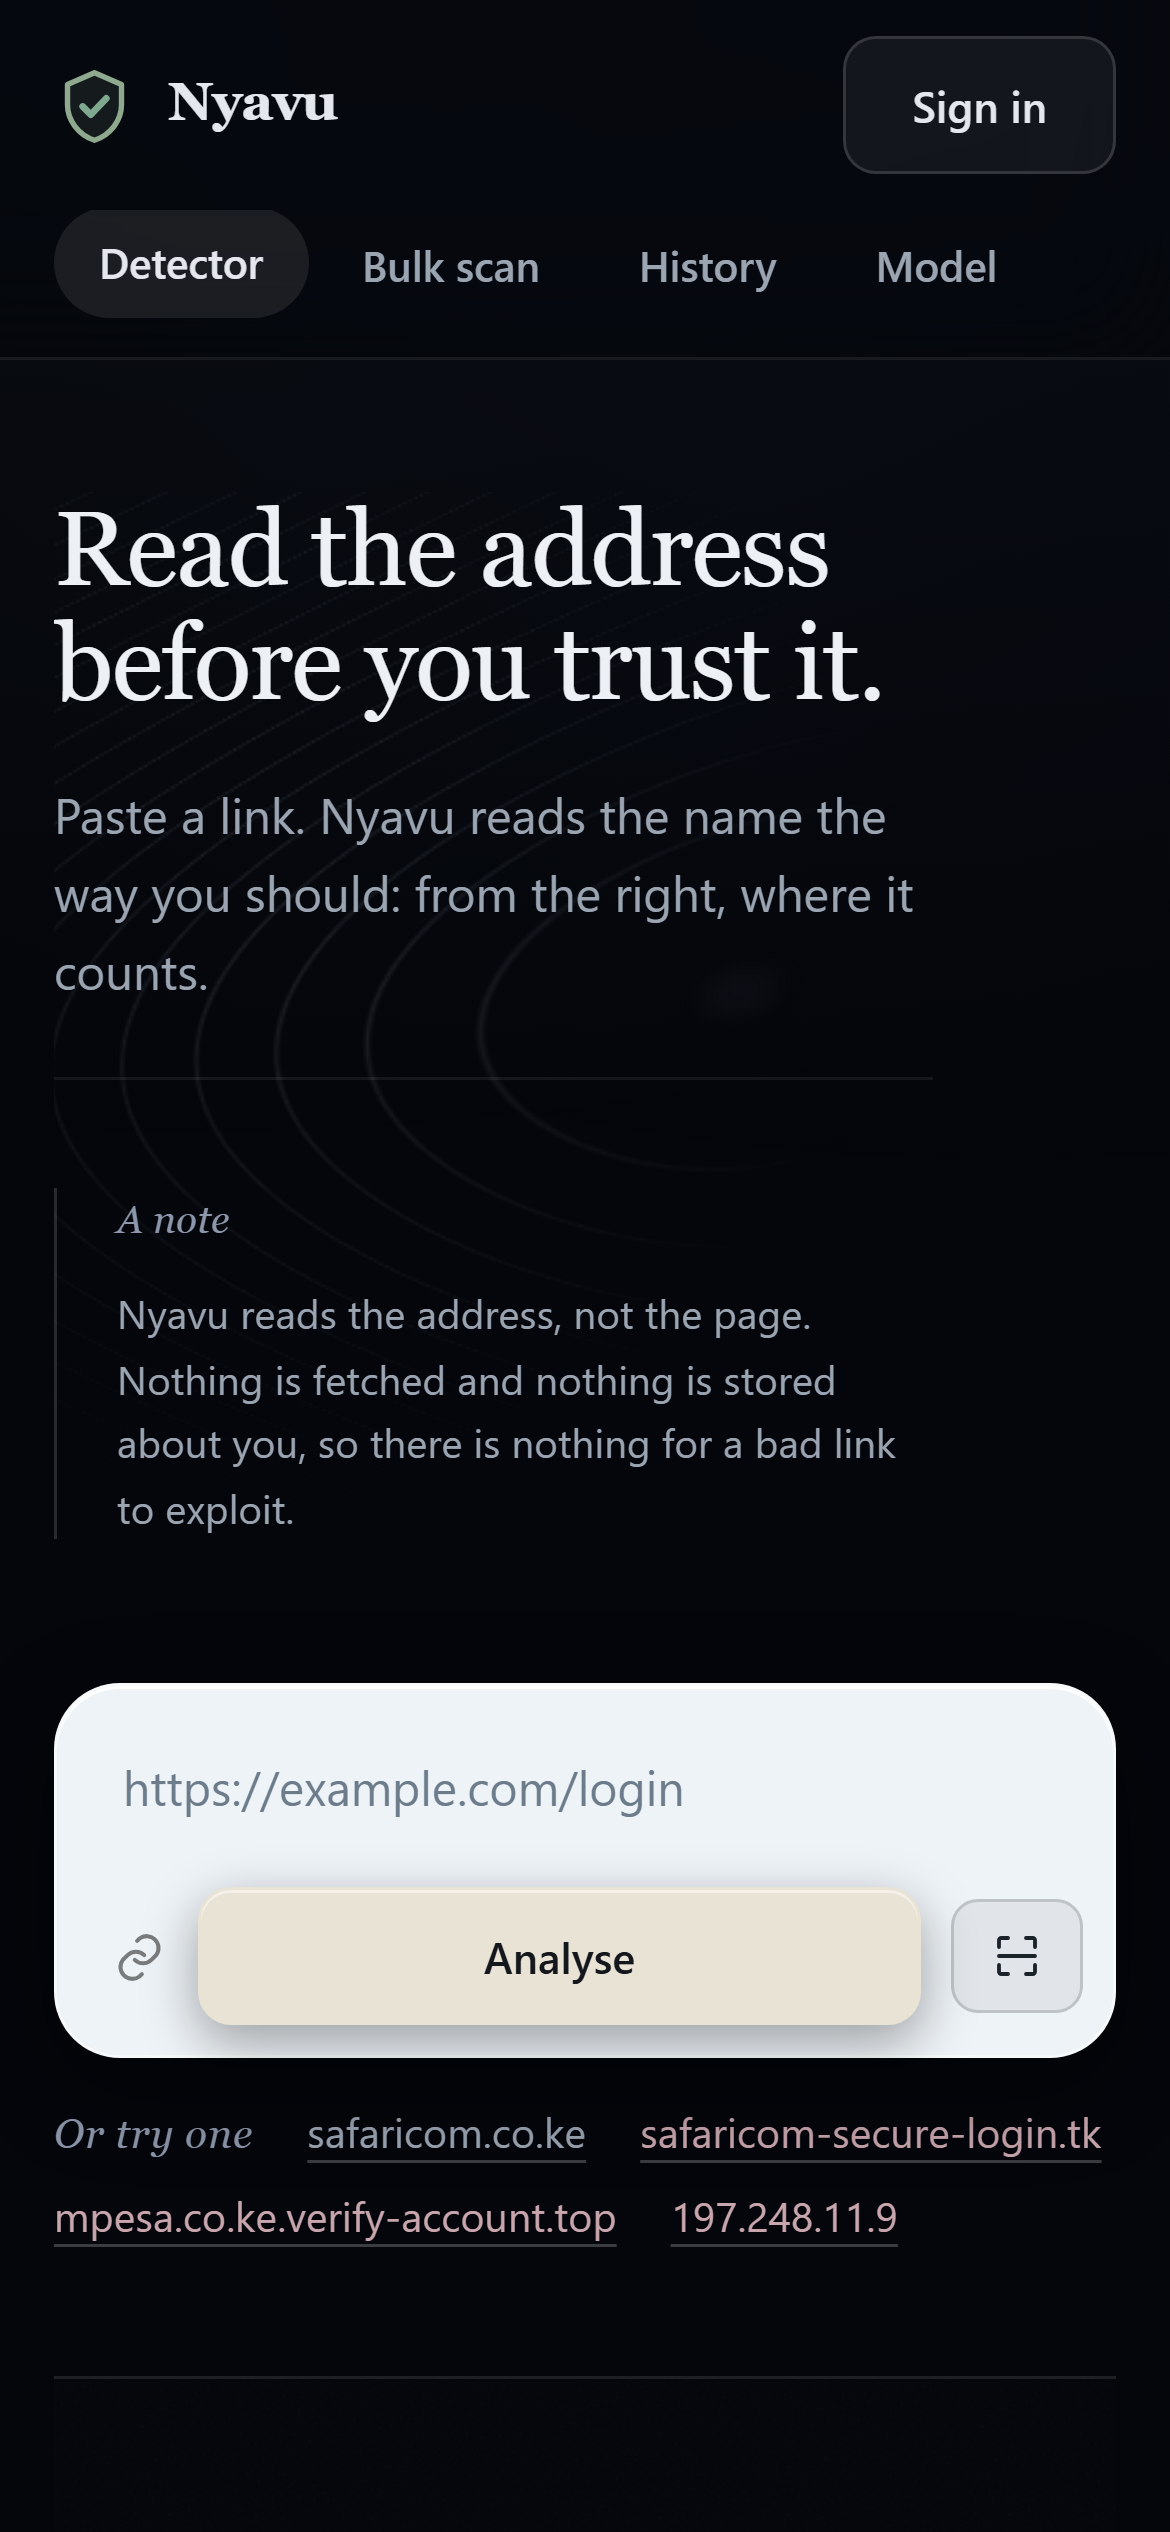 Nyavu
Sign in
Detector Bulk scan History Model
Read the address
before you trust it.
Paste a link. Nyavu reads the name the
way you should: from the right, where it
counts.
A note
Nyavu reads the address, not the page.
Nothing is fetched and nothing is stored
about you, so there is nothing for a bad link
to exploit.
https://example.com/login
Analyse
Or try one safaricom.co.ke safaricom-secure-login.tk
mpesa.co.ke.verify-account.top 197.248.11.9